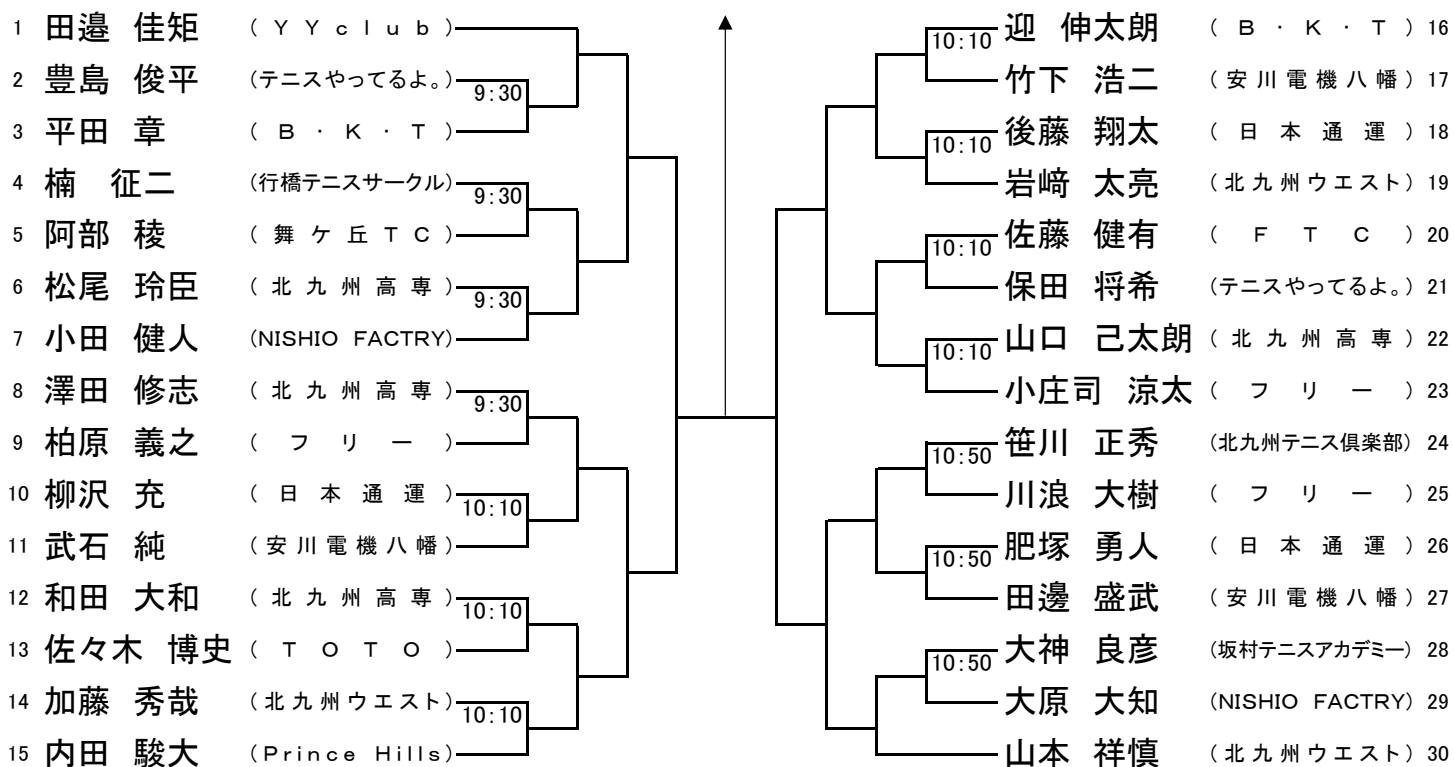 1 田邉 佳矩 (YYclub)
2 豊島 俊平 (テニスやってるよ。)
9:30
3 平田 章 (B・K・T)
4 楠 征二 (行橋テニスサークル)
9:30
5 阿部 稜 (舞ケ丘TC)
6 松尾 玲臣 (北九州高専)
9:30
7 小田 健人 (NISHIO FACTRY)
8 澤田 修志 (北九州高専)
9:30
9 柏原 義之 (フリー)
10 柳沢 充 (日本通運)
10:10
11 武石 純 (安川電機八幡)
12 和田 大和 (北九州高専)
10:10
13 佐々木 博史 (TOTO)
14 加藤 秀哉 (北九州ウエスト)
10:10
15 内田 駿大 (Prince Hills)
迎 伸太朗 (B・K・T) 16
10:10
竹下 浩二 (安川電機八幡) 17
後藤 翔太 (日本通運) 18
10:10
岩﨑 太亮 (北九州ウエスト) 19
佐藤 健有 (FTC) 20
10:10
保田 将希 (テニスやってるよ。) 21
山口 己太朗 (北九州高専) 22
10:10
小庄司 涼太 (フリー) 23
笹川 正秀 (北九州テニス倶楽部) 24
10:50
川浪 大樹 (フリー) 25
肥塚 勇人 (日本通運) 26
10:50
田邊 盛武 (安川電機八幡) 27
大神 良彦 (坂村テニスアカデミー) 28
10:50
大原 大知 (NISHIO FACTRY) 29
山本 祥慎 (北九州ウエスト) 30